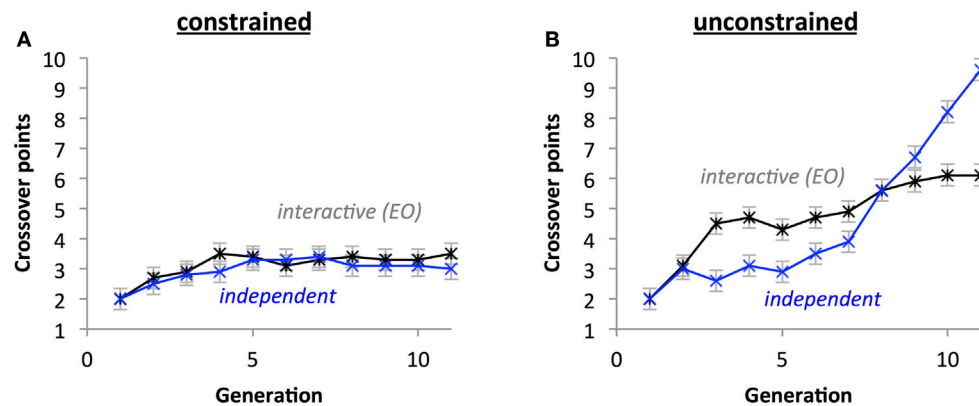 constrained
A
10
9
8
7
6
5
4
3
2
1
Crossover points
interactive (EO)
independent
0 5 10
Generation
unconstrained
B
10
9
8
7
6
5
4
3
2
1
Crossover points
interactive (EO)
independent
0 5 10
Generation